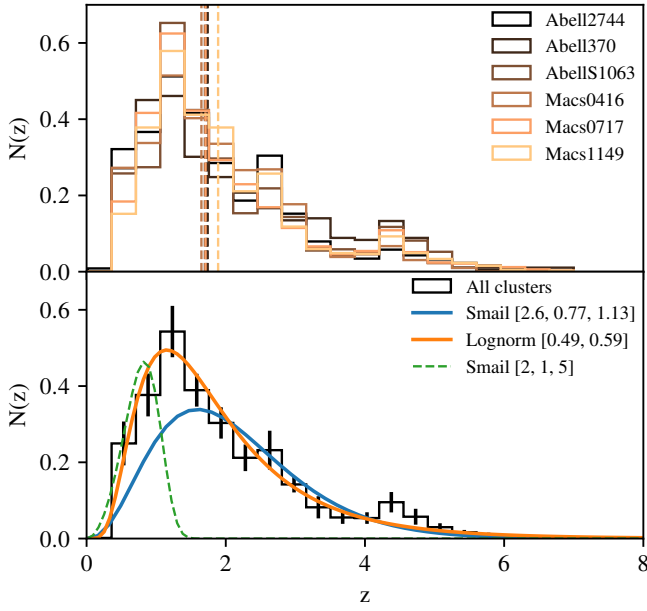 0.6
0.4
0.2
0.0
N(z)
Abell2744
Abell370
AbellS1063
Macs0416
Macs0717
Macs1149
0.6
0.4
0.2
0.0
N(z)
All clusters
Smail [2.6, 0.77, 1.13]
Lognorm [0.49, 0.59]
Smail [2, 1, 5]
0 2 4 6 8
z